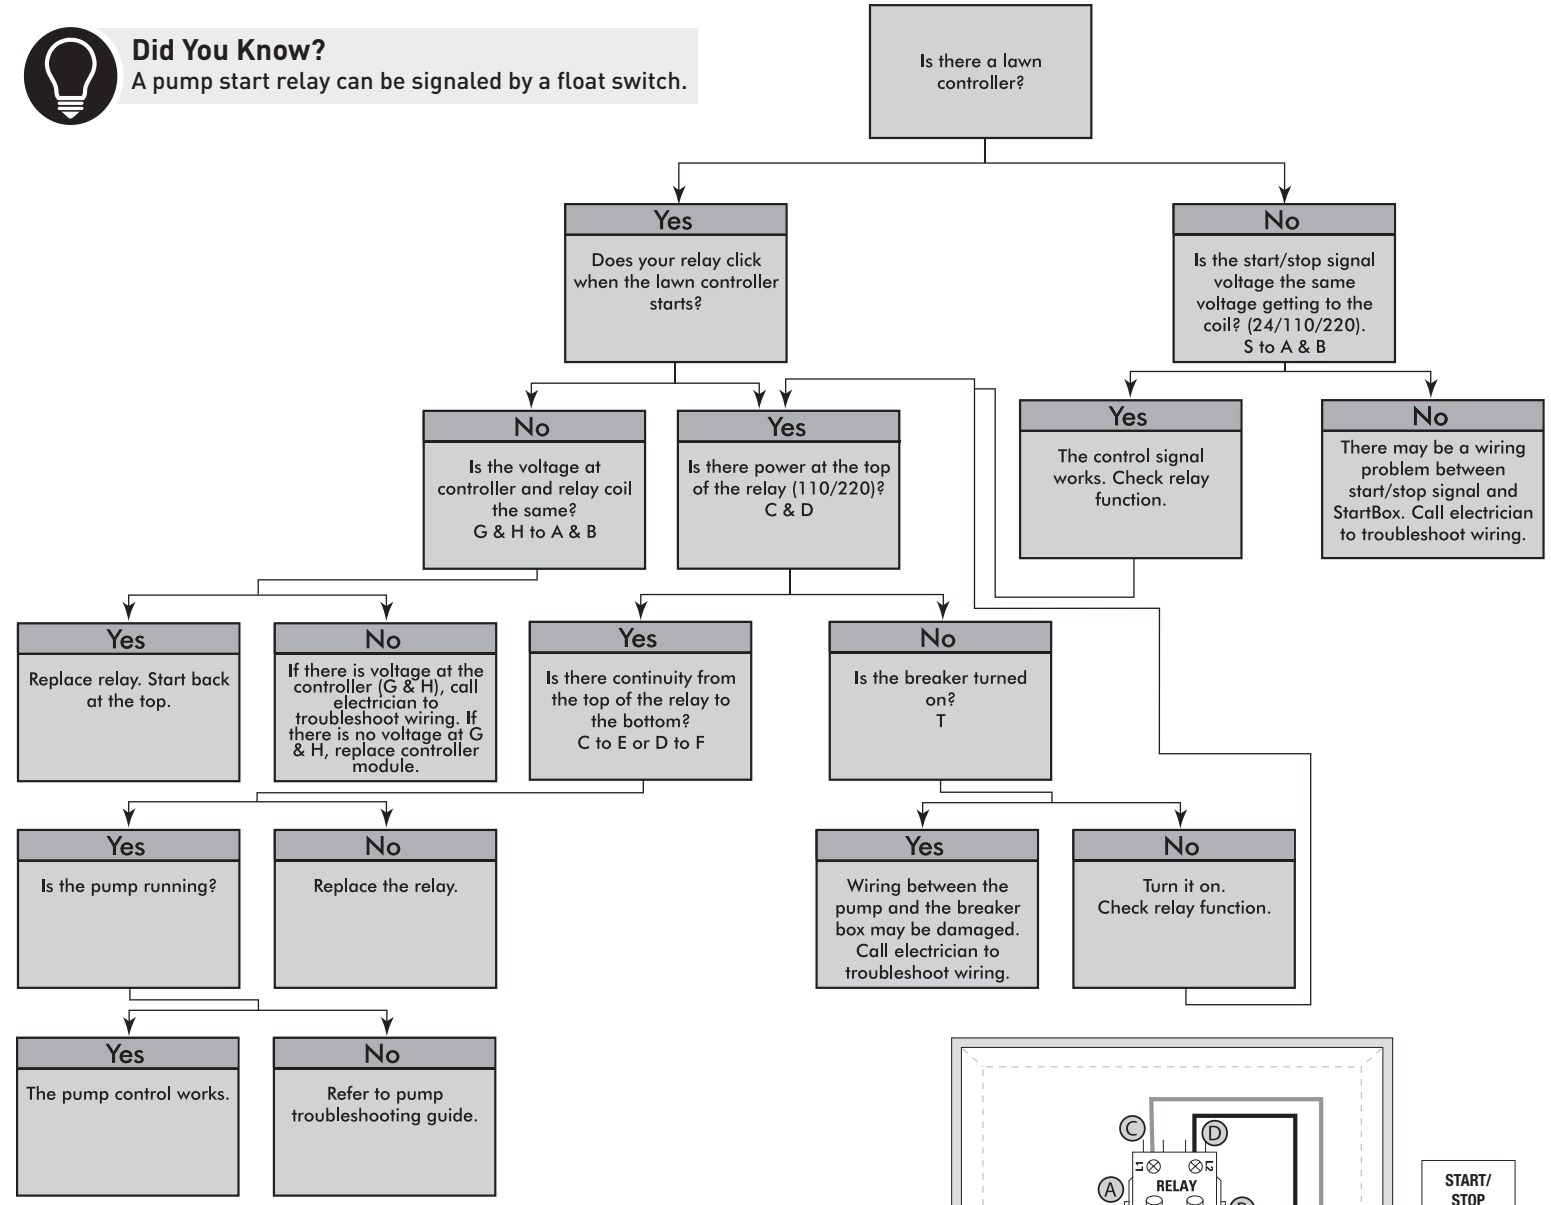 Did You Know?
A pump start relay can be signaled by a float switch.
Is there a lawn
controller?
Yes
Does your relay click
when the lawn controller
starts?
No
Is the start/stop signal
voltage the same
voltage getting to the
coil? (24/110/220).
S to A & B
No
Is the voltage at
controller and relay coil
the same?
G & H to A & B
Yes
Is there power at the top
of the relay (110/220)?
C & D
Yes
The control signal
works. Check relay
function.
No
There may be a wiring
problem between
start/stop signal and
StartBox. Call electrician
to troubleshoot wiring.
Yes
Replace relay. Start back
at the top.
No
If there is voltage at the
controller (G & H), call
electrician to
troubleshoot wiring. If
there is no voltage at G
& H, replace controller
module.
Yes
Is there continuity from
the top of the relay to
the bottom?
C to E or D to F
No
Is the breaker turned
on?
T
Yes
Is the pump running?
No
Replace the relay.
Yes
Wiring between the
pump and the breaker
box may be damaged.
Call electrician to
troubleshoot wiring.
No
Turn it on.
Check relay function.
Yes
The pump control works.
No
Refer to pump
troubleshooting guide.
C
D
L1
L2
RELAY
A
START/
STOP